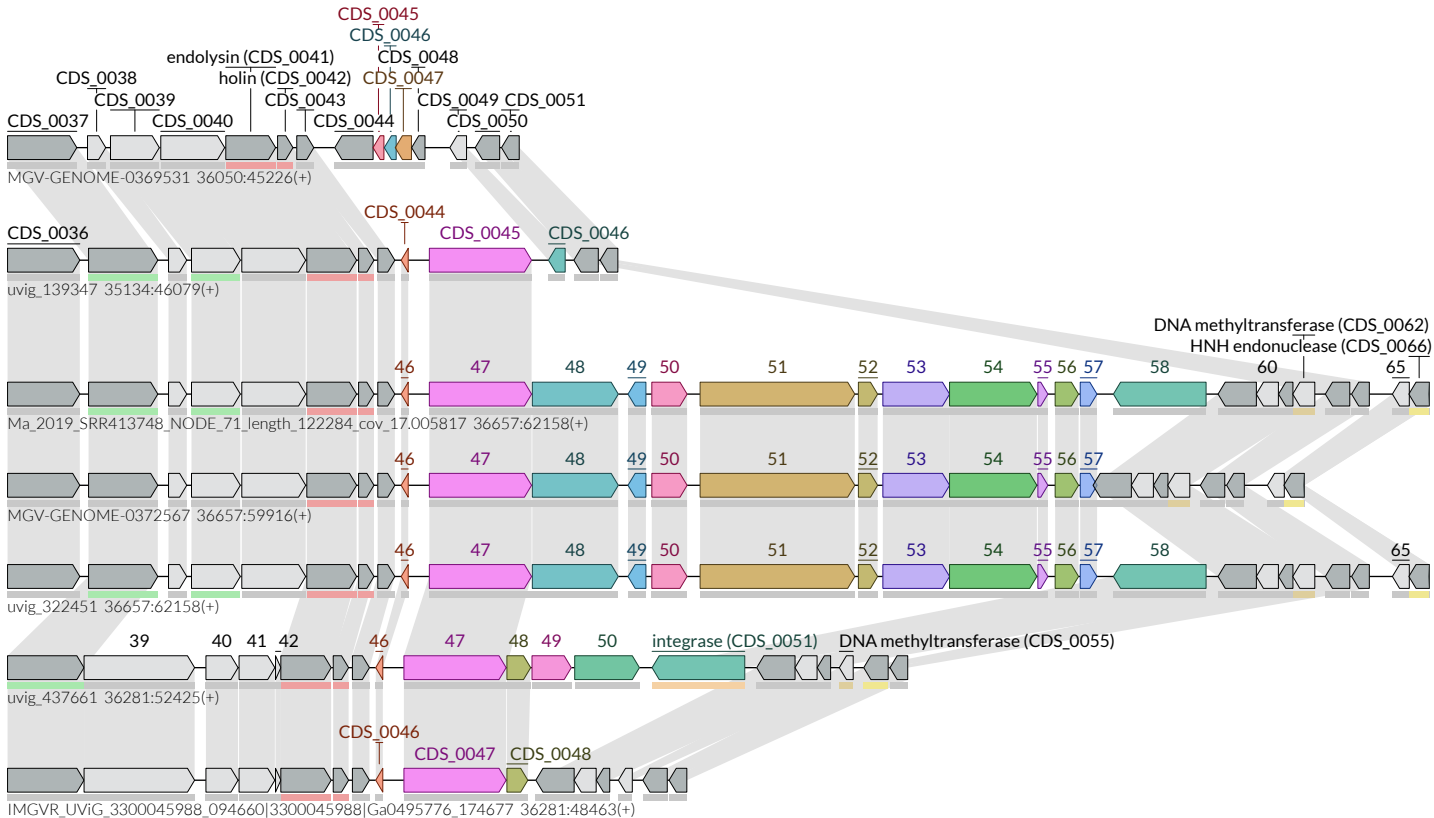 CDS_0045
CDS_0046
endolysin (CDS_0041) CDS_0048
CDS_0038 holin (CDS_0042) CDS_0047
CDS_0039 CDS_0043 CDS_0049 CDS_0051
CDS_0037 CDS_0040 CDS_0044 CDS_0050
MGV-GENOME-0369531 36050:45226(+)
CDS_0044
CDS_0036 CDS_0045 CDS_0046
uvig_139347 35134:46079(+)
DNA methyltransferase (CDS_0062)
HNH endonuclease (CDS_0066)
46 47 48 49 50 51 52 53 54 55 56 57 58 60 65
Ma_2019_SRR413748_NODE_71_length_122284_cov_17.005817 36657:62158(+)
46 47 48 49 50 51 52 53 54 55 56 57
MGV-GENOME-0372567 36657:59916(+)
46 47 48 49 50 51 52 53 54 55 56 57 58 65
uvig_322451 36657:62158(+)
39 40 41 42 46 47 48 49 50 integrase (CDS_0051) DNA methyltransferase (CDS_0055)
uvig_437661 36281:52425(+)
CDS_0046
CDS_0047 CDS_0048
IMGVR_UViG_3300045988_094660|3300045988|Ga0495776_174677 36281:48463(+)